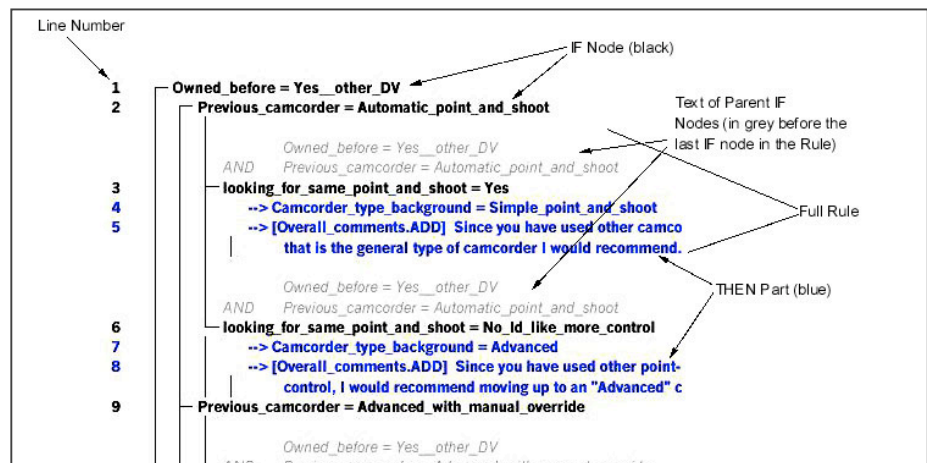 Line Number
IF Node (black)
1 Owned_before = Yes__other_DV
2 Previous_camcorder = Automatic_point_and_shoot
Text of Parent IF
Nodes (in grey before the
last IF node in the Rule)
Owned_before = Yes__other_DV
AND Previous_camcorder = Automatic_point_and_shoot
3 looking_for_same_point_and_shoot = Yes
4 --> Camcorder_type_background = Simple_point_and_shoot
Full Rule
5 --> [Overall_comments.ADD] Since you have used other camco
that is the general type of camcorder I would recommend.
Owned_before = Yes__other_DV
THEN Part (blue)
AND Previous_camcorder = Automatic_point_and_shoot
6 looking_for_same_point_and_shoot = No_Id_like_more_control
7 --> Camcorder_type_background = Advanced
8 --> [Overall_comments.ADD] Since you have used other point-
control, I would recommend moving up to an "Advanced" c
9 Previous_camcorder = Advanced_with_manual_override
Owned_before = Yes__other_DV